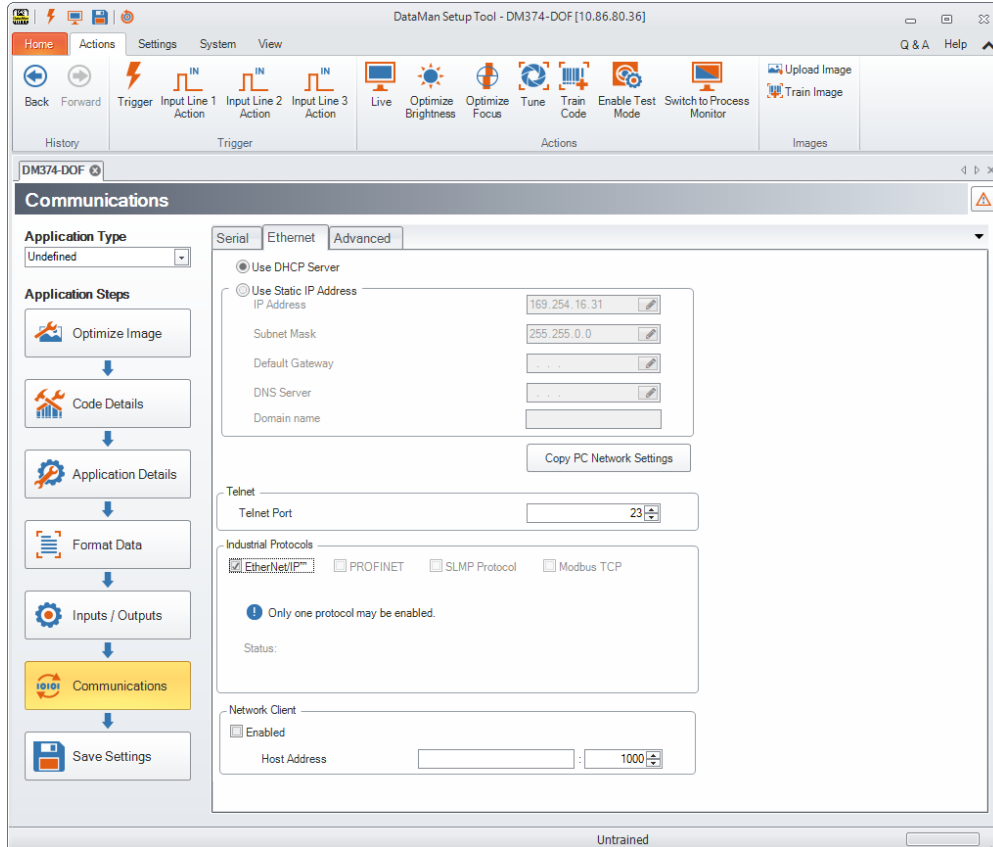 DataMan Setup Tool - DM374-DOF [10.86.80.36]
Home Actions Settings System View Q & A Help
Back Forward Trigger Input Line 1 Action Input Line 2 Action Input Line 3 Action Live Optimize Brightness Optimize Focus Tune Train Code Enable Test Mode Switch to Process Monitor Upload Image
Train Image
IN IN IN
History Trigger Actions Images
DM374-DOF
Communications
Application Type
Undefined
Application Steps
Optimize Image
Code Details
Application Details
Format Data
Inputs / Outputs
10101 Communications
Save Settings
Serial Ethernet Advanced
Use DHCP Server
Use Static IP Address
IP Address 169.254.16.31
Subnet Mask 255.255.0.0
Default Gateway . . .
DNS Server . . .
Domain name
Copy PC Network Settings
Telnet
Telnet Port 23
Industrial Protocols
EtherNet/IP™ PROFINET SLMP Protocol Modbus TCP
! Only one protocol may be enabled.
Status:
Network Client
Enabled
Host Address : 1000
Untrained